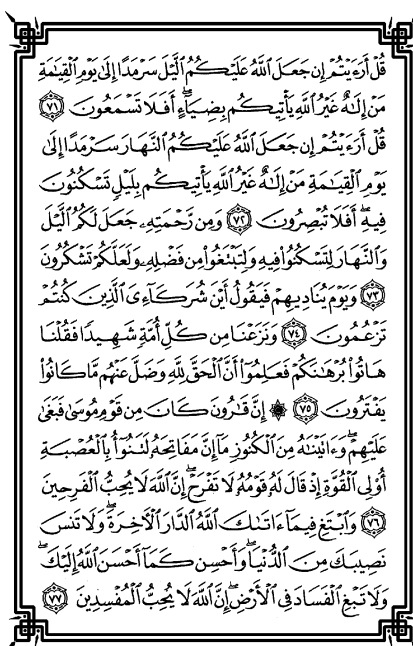 قُلۡ أَرَءَيۡتُمۡ إِن جَعَلَ ٱللَّهُ عَلَيۡكُمُ ٱلَّيۡلَ سَرۡمَدًا إِلَىٰ يَوۡمِ ٱلۡقِيَٰمَةِ
مَنۡ إِلَٰهٌ غَيۡرُ ٱللَّهِ يَأۡتِيكُم بِضِيَآءٍۚ أَفَلَا تَسۡمَعُونَ ٧١
قُلۡ أَرَءَيۡتُمۡ إِن جَعَلَ ٱللَّهُ عَلَيۡكُمُ ٱلنَّهَارَ سَرۡمَدًا إِلَىٰ
يَوۡمِ ٱلۡقِيَٰمَةِ مَنۡ إِلَٰهٌ غَيۡرُ ٱللَّهِ يَأۡتِيكُم بِلَيۡلٖ تَسۡكُنُونَ
فِيهِۚ أَفَلَا تُبۡصِرُونَ ٧٢ وَمِن رَّحۡمَتِهِۦ جَعَلَ لَكُمُ ٱلَّيۡلَ
وَٱلنَّهَارَ لِتَسۡكُنُواْ فِيهِ وَلِتَبۡتَغُواْ مِن فَضۡلِهِۦ وَلَعَلَّكُمۡ تَشۡكُرُونَ
٧٣ وَيَوۡمَ يُنَادِيهِمۡ فَيَقُولُ أَيۡنَ شُرَكَآءِيَ ٱلَّذِينَ كُنتُمۡ
تَزۡعُمُونَ ٧٤ وَنَزَعۡنَا مِن كُلِّ أُمَّةٖ شَهِيدٗا فَقُلۡنَا
هَاتُواْ بُرۡهَٰنَكُمۡ فَعَلِمُوٓاْ أَنَّ ٱلۡحَقَّ لِلَّهِ وَضَلَّ عَنۡهُم مَّا كَانُواْ
يَفۡتَرُونَ ٧٥ ۞ إِنَّ قَٰرُونَ كَانَ مِن قَوۡمِ مُوسَىٰ فَبَغَىٰ
عَلَيۡهِمۡۖ وَءَاتَيۡنَٰهُ مِنَ ٱلۡكُنُوزِ مَآ إِنَّ مَفَاتِحَهُۥ لَتَنُوٓأُ بِٱلۡعُصۡبَةِ
أُوْلِي ٱلۡقُوَّةِ إِذۡ قَالَ لَهُۥ قَوۡمُهُۥ لَا تَفۡرَحۡۖ إِنَّ ٱللَّهَ لَا يُحِبُّ ٱلۡفَرِحِينَ
٧٦ وَٱبۡتَغِ فِيمَآ ءَاتَىٰكَ ٱللَّهُ ٱلدَّارَ ٱلۡأٓخِرَةَۖ وَلَا تَنسَ
نَصِيبَكَ مِنَ ٱلدُّنۡيَاۖ وَأَحۡسِن كَمَآ أَحۡسَنَ ٱللَّهُ إِلَيۡكَۖ
وَلَا تَبۡغِ ٱلۡفَسَادَ فِي ٱلۡأَرۡضِۖ إِنَّ ٱللَّهَ لَا يُحِبُّ ٱلۡمُفۡسِدِينَ ٧٧